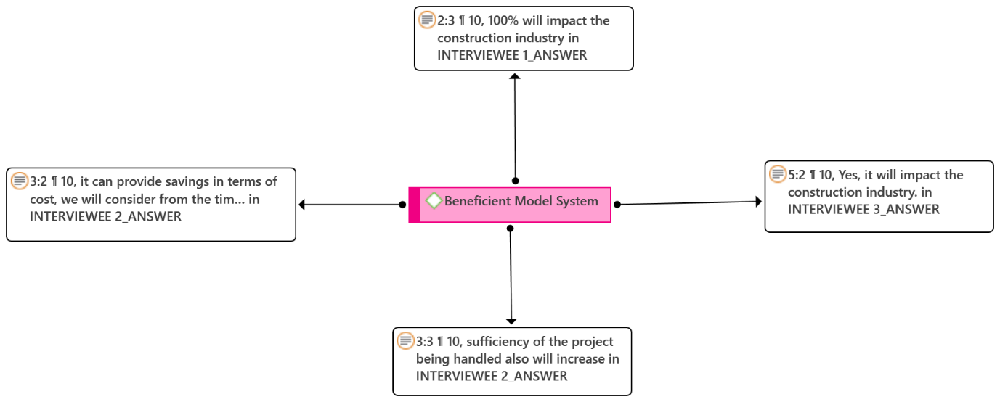 2:3 ¶ 10, 100% will impact the
construction industry in
INTERVIEWEE 1_ANSWER
3:2 ¶ 10, it can provide savings in terms of
cost, we will consider from the tim... in
INTERVIEWEE 2_ANSWER
Beneficient Model System
5:2 ¶ 10, Yes, it will impact the
construction industry. in
INTERVIEWEE 3_ANSWER
3:3 ¶ 10, sufficiency of the project
being handled also will increase in
INTERVIEWEE 2_ANSWER